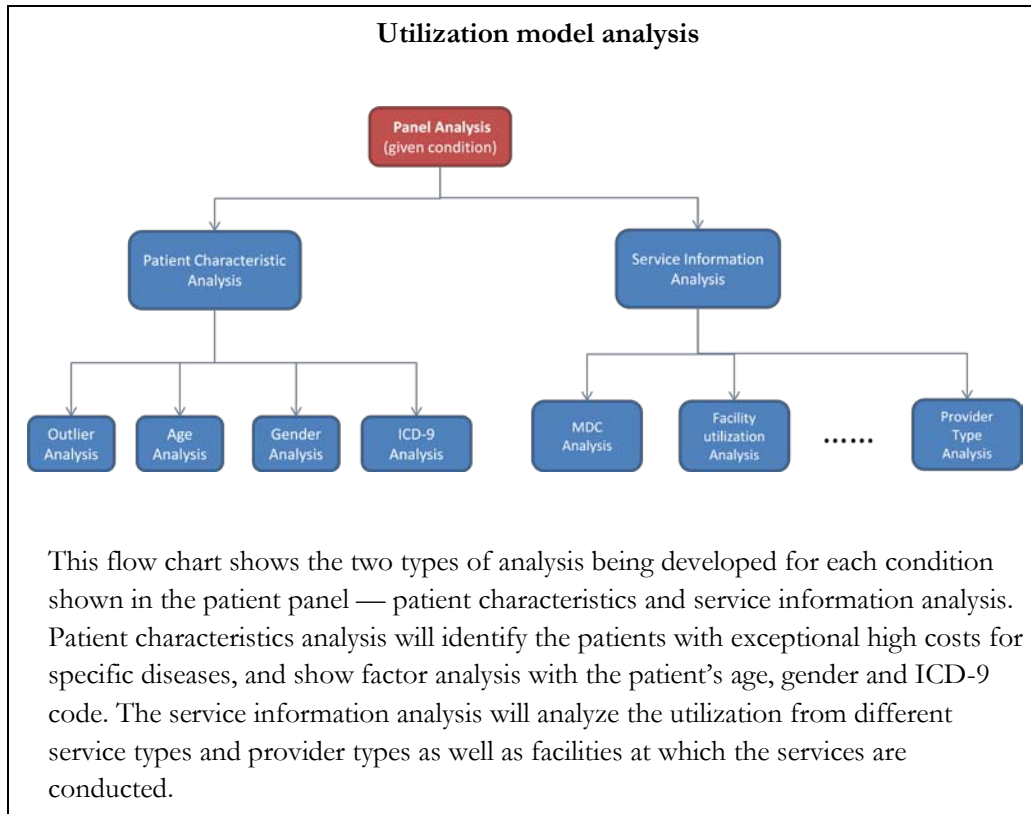 Utilization model analysis
Panel Analysis
(given condition)
Patient Characteristic
Analysis
Service Information
Analysis
Outlier
Analysis
Age
Analysis
Gender
Analysis
ICD-9
Analysis
MDC
Analysis
Facility
utilization
Analysis
......
Provider
Type
Analysis
This flow chart shows the two types of analysis being developed for each condition
shown in the patient panel — patient characteristics and service information analysis.
Patient characteristics analysis will identify the patients with exceptional high costs for
specific diseases, and show factor analysis with the patient’s age, gender and ICD-9
code. The service information analysis will analyze the utilization from different
service types and provider types as well as facilities at which the services are
conducted.